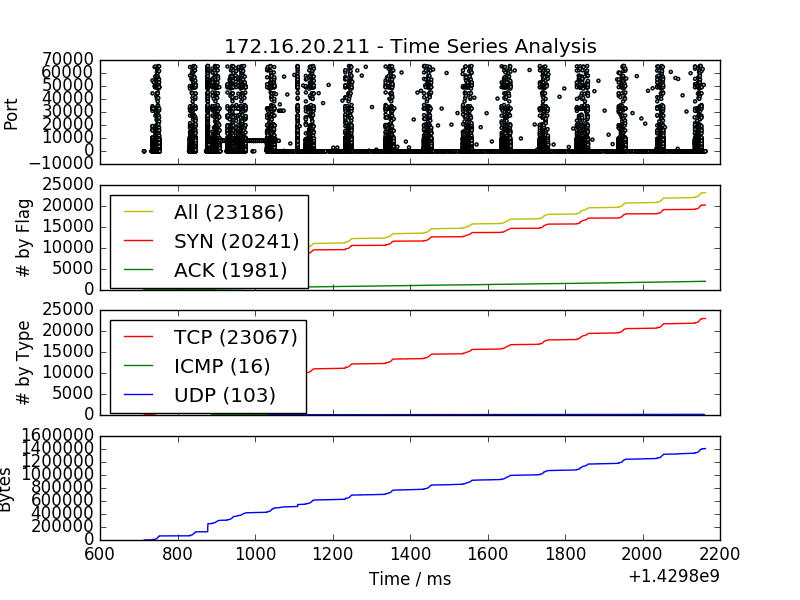 172.16.20.211 - Time Series Analysis
70000
60000
50000
40000
30000
20000
10000
0
−10000
Port
25000
20000
15000
10000
5000
0
# by Flag
All (23186)
SYN (20241)
ACK (1981)
25000
20000
15000
10000
5000
0
# by Type
TCP (23067)
ICMP (16)
UDP (103)
1600000
1400000
1200000
1000000
800000
600000
400000
200000
0
Bytes
600 800 1000 1200 1400 1600 1800 2000 2200
Time / ms
+1.4298e9